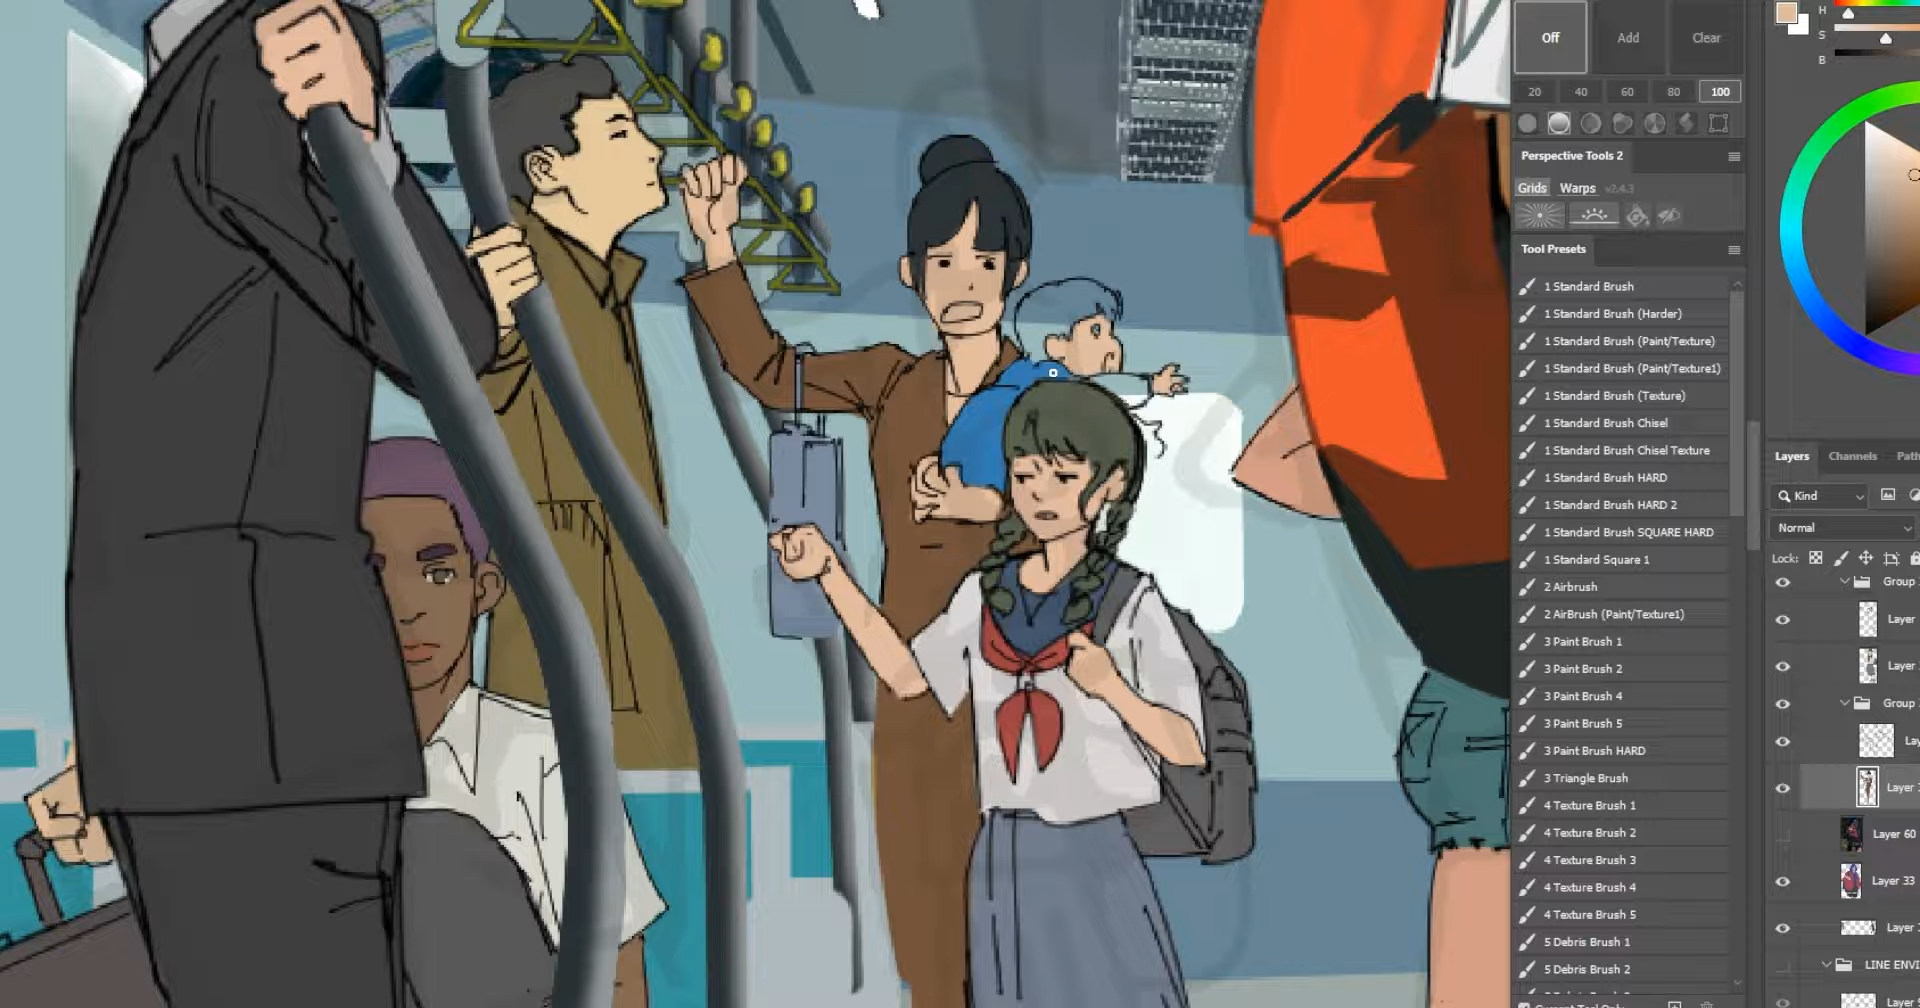 Off Add Clear
20 40 60 80 100
Perspective Tools 2
Grids Warps v2.4.3
Tool Presets
1 Standard Brush
1 Standard Brush (Harder)
1 Standard Brush (Paint/Texture)
1 Standard Brush (Paint/Texture1)
1 Standard Brush (Texture)
1 Standard Brush Chisel
1 Standard Brush Chisel Texture
1 Standard Brush HARD
1 Standard Brush HARD 2
1 Standard Brush SQUARE HARD
1 Standard Square 1
2 Airbrush
2 AirBrush (Paint/Texture1)
3 Paint Brush 1
3 Paint Brush 2
3 Paint Brush 4
3 Paint Brush 5
3 Paint Brush HARD
3 Triangle Brush
4 Texture Brush 1
4 Texture Brush 2
4 Texture Brush 3
4 Texture Brush 4
4 Texture Brush 5
5 Debris Brush 1
5 Debris Brush 2
H
S
B
Layers Channels Path
Kind
Normal
Lock:
Group
Layer
Layer
Group
Lay
Layer
Layer 60
Layer 33
Layer
LINE ENVI
Layer